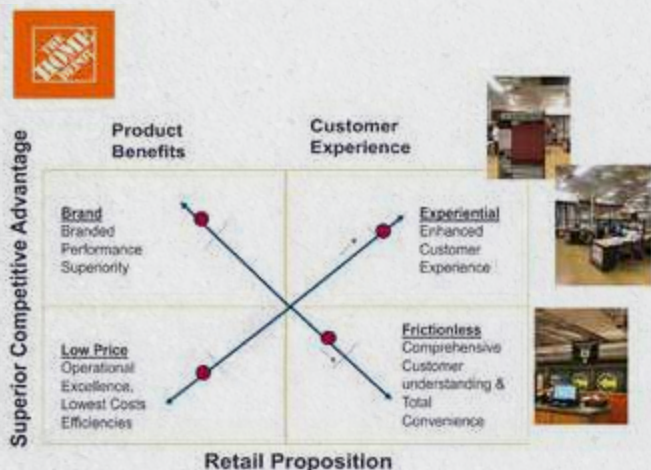 THE
HOME
DEPOT
Product
Benefits
Customer
Experience
Superior Competitive Advantage
Brand
Branded
Performance
Superiority
Experiential
Enhanced
Customer
Experience
Low Price
Operational
Excellence,
Lowest Costs
Efficiencies
Frictionless
Comprehensive
Customer
understanding &
Total
Convenience
Retail Proposition